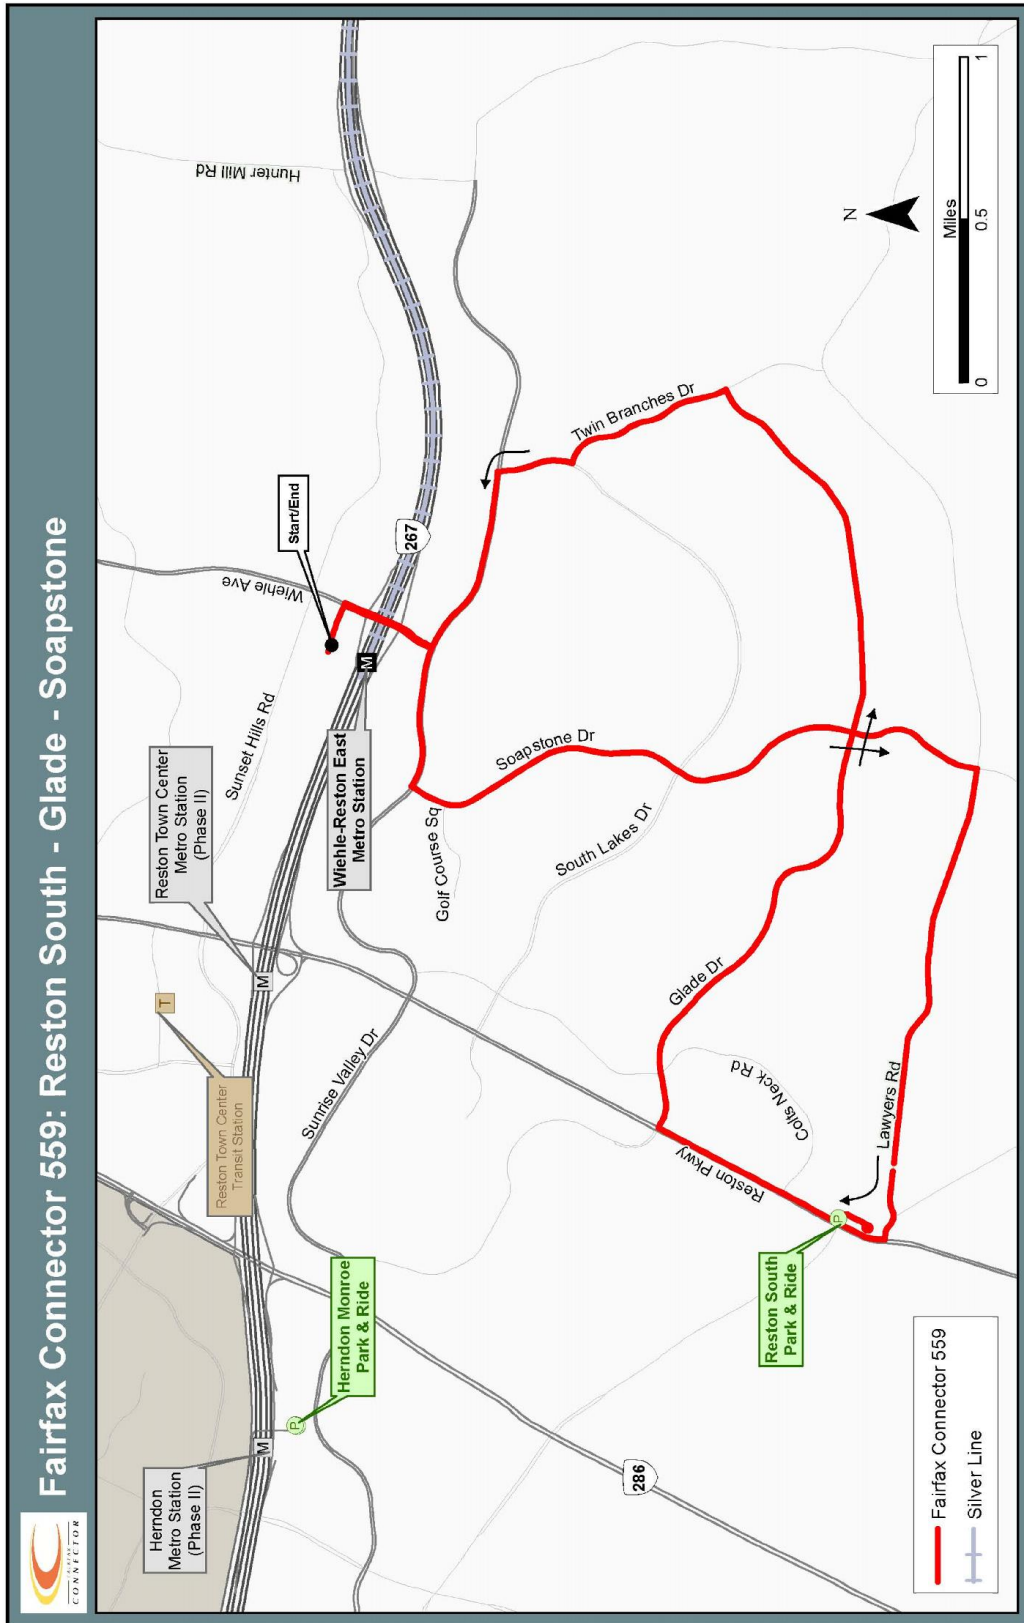 Fairfax Connector 559: Reston South - Glade - Soapstone
CONNECTOR
Herndon
Metro Station
(Phase II)
Herndon Monroe
Park & Ride
Reston Town Center
Transit Station
T
Reston Town Center
Metro Station
(Phase II)
Wiehle-Reston East
Metro Station
Start/End
Sunset Hills Rd
Wiehle Ave
Hunter Mill Rd
267
M
M
M
P
Sunrise Valley Dr
Golf Course Sq
Soapstone Dr
South Lakes Dr
Twin Branches Dr
Glade Dr
Colts Neck Rd
Reston Pkwy
Lawyers Rd
P
Reston South
Park & Ride
286
N
Miles
0
0.5
1
Fairfax Connector 559
Silver Line